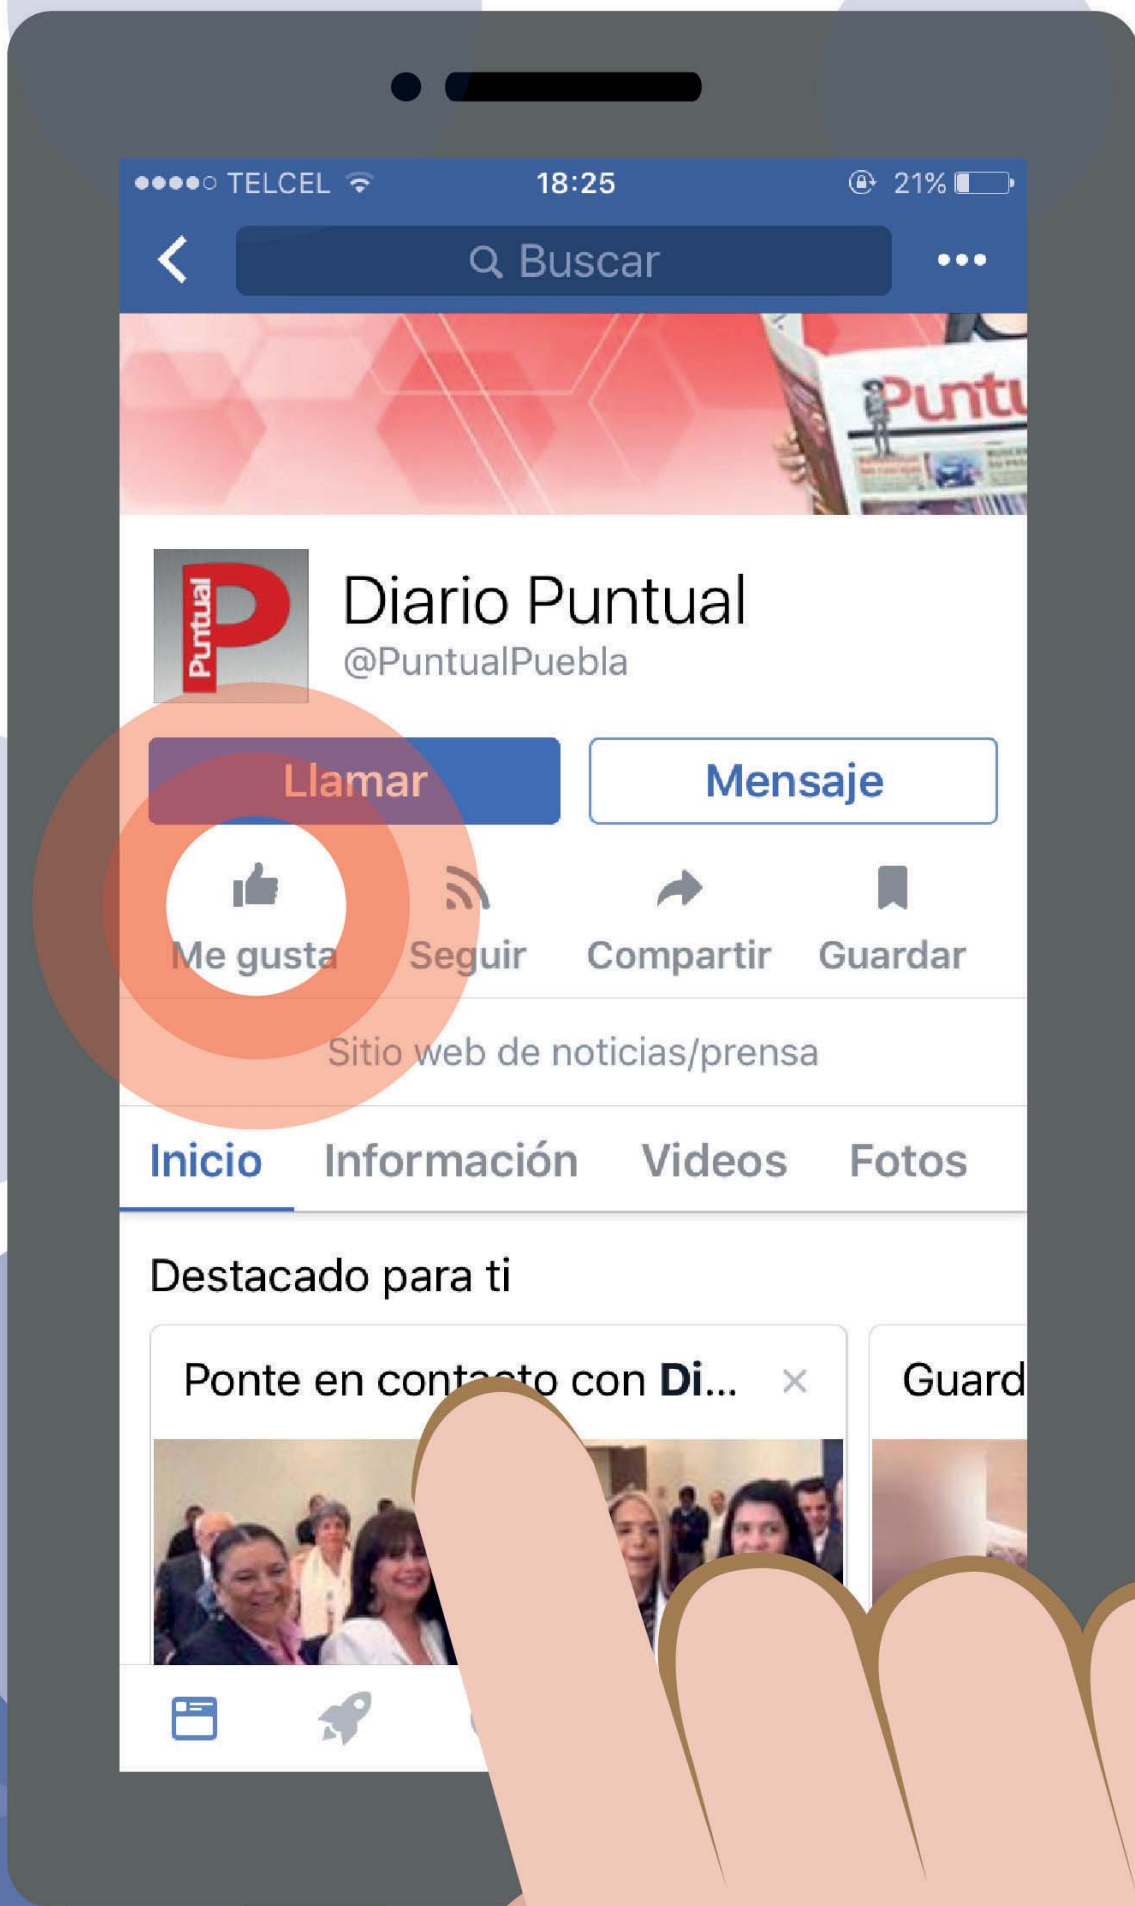 TELCEL 18:25 21%
Buscar
Puntu
Puntual
Diario Puntual
@PuntualPuebla
Llamar Mensaje
Me gusta Seguir Compartir Guardar
Sitio web de noticias/prensa
Inicio Información Videos Fotos
Destacado para ti
Ponte en contacto con Di... Guard